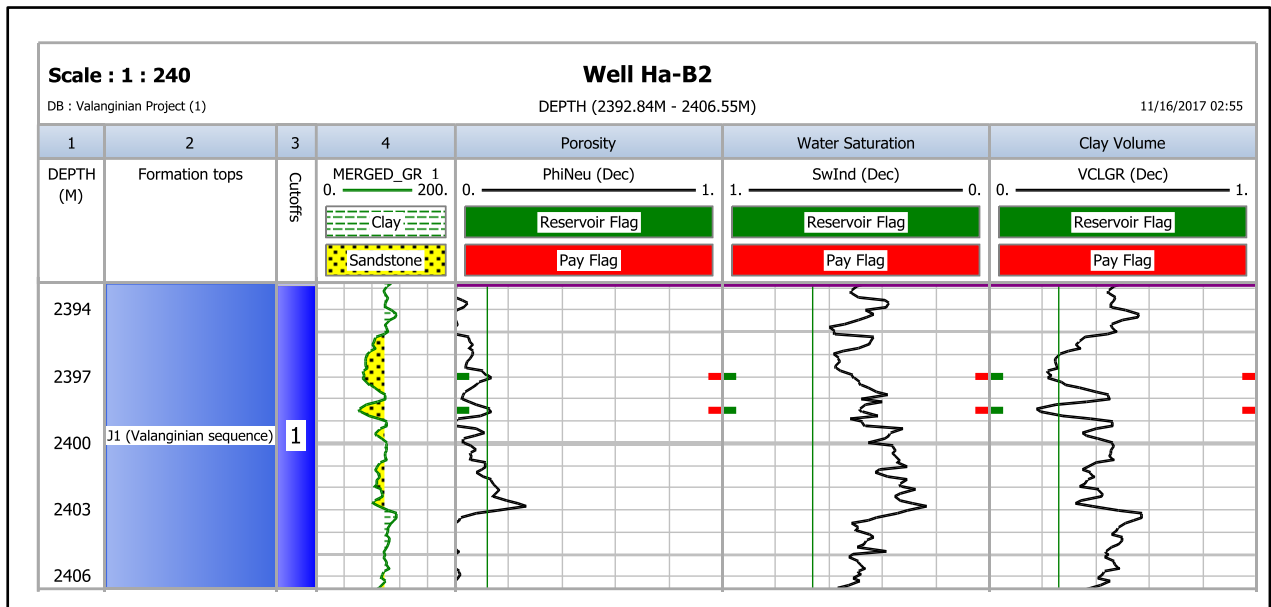 Scale : 1 : 240
Well Ha-B2
DB : Valanginian Project (1)
DEPTH (2392.84M - 2406.55M)
11/16/2017 02:55
1
2
3
4
Porosity
Water Saturation
Clay Volume
DEPTH
(M)
Formation tops
Cutoffs
MERGED_GR_1
0. 200.
Clay
Sandstone
PhiNeu (Dec)
0. 1.
Reservoir Flag
Pay Flag
SwInd (Dec)
1. 0.
Reservoir Flag
Pay Flag
VCLGR (Dec)
0. 1.
Reservoir Flag
Pay Flag
2394
2397
2400
2403
2406
J1 (Valanginian sequence)
1